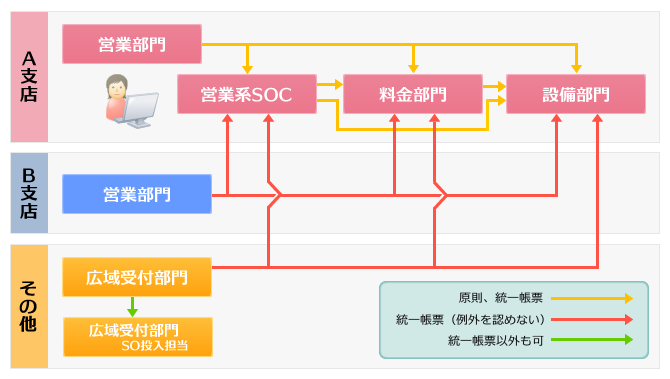 A支店
営業部門
営業系SOC
料金部門
設備部門
B支店
営業部門
その他
広域受付部門
広域受付部門
SO投入担当
原則、統一帳票
統一帳票（例外を認めない）
統一帳票以外も可